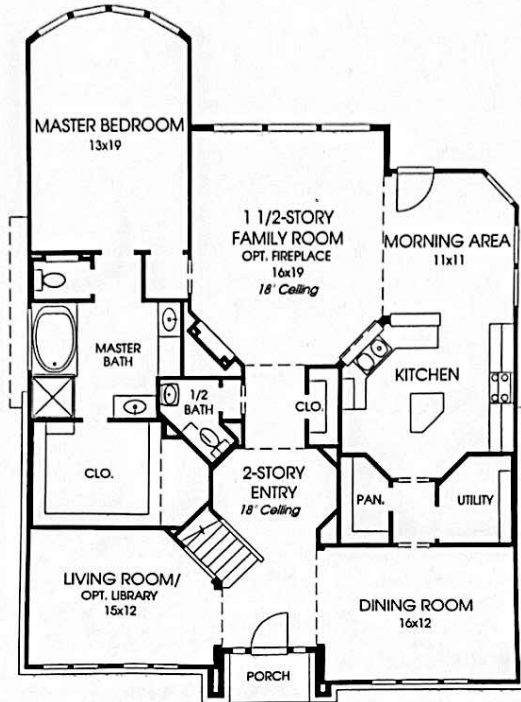 MASTER BEDROOM
13x19
1 1/2-STORY
FAMILY ROOM
OPT. FIREPLACE
16x19
18' Ceiling
MORNING AREA
11x11
MASTER
BATH
1/2
BATH
CLO.
KITCHEN
CLO.
2-STORY
ENTRY
18' Ceiling
PAN.
UTILITY
LIVING ROOM/
OPT. LIBRARY
15x12
DINING ROOM
16x12
PORCH